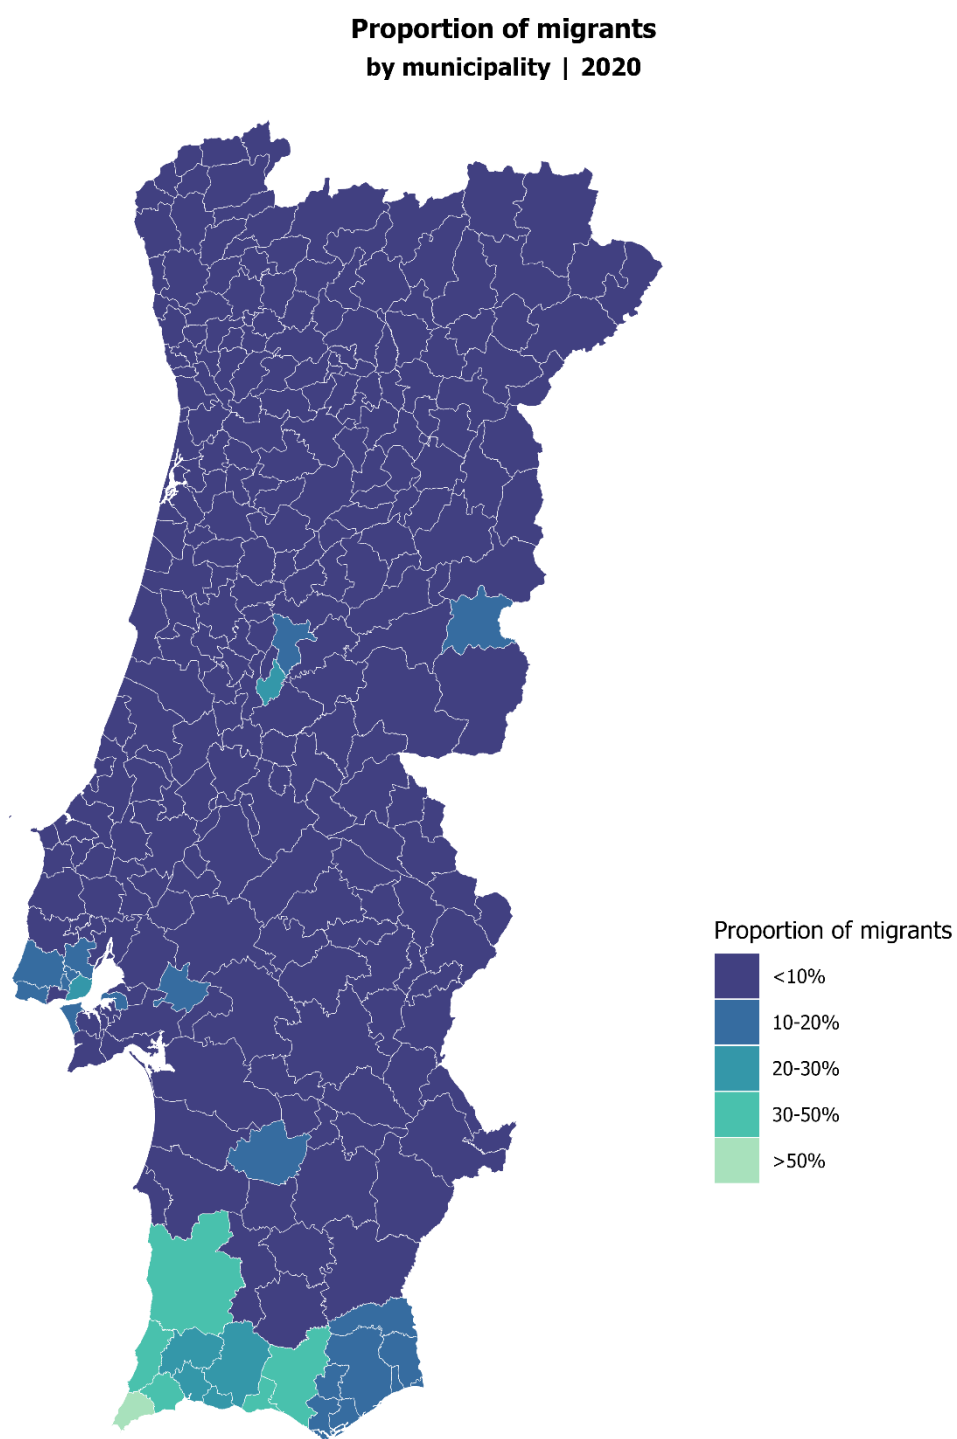 Proportion of migrants
by municipality | 2020
Proportion of migrants
<10%
10-20%
20-30%
30-50%
>50%